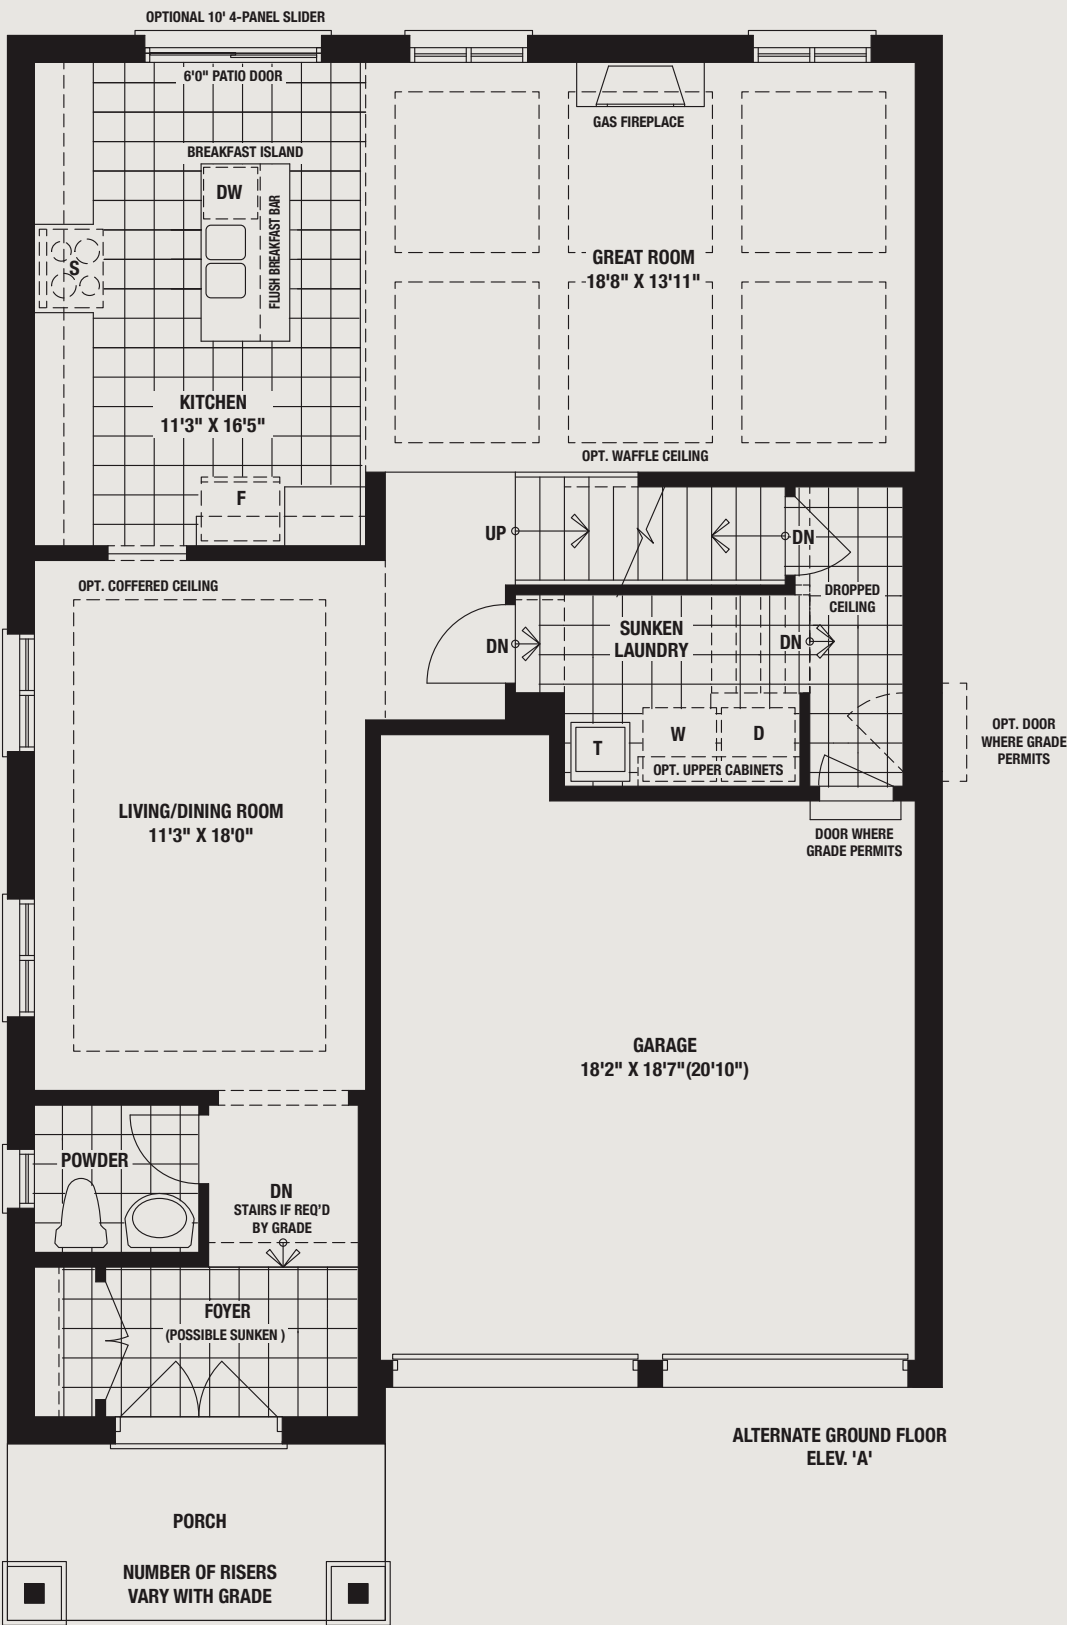 OPTIONAL 10' 4-PANEL SLIDER
6'0" PATIO DOOR
GAS FIREPLACE
BREAKFAST ISLAND
DW
FLUSH BREAKFAST BAR
S
GREAT ROOM
18'8" X 13'11"
KITCHEN
11'3" X 16'5"
OPT. WAFFLE CEILING
F
UP
DN
OPT. COFFERED CEILING
DROPPED
CEILING
SUNKEN
LAUNDRY
DN
DN
OPT. DOOR
WHERE GRADE
PERMITS
T
W
D
OPT. UPPER CABINETS
LIVING/DINING ROOM
11'3" X 18'0"
DOOR WHERE
GRADE PERMITS
GARAGE
18'2" X 18'7"(20'10")
POWDER
DN
STAIRS IF REQ'D
BY GRADE
FOYER
(POSSIBLE SUNKEN )
ALTERNATE GROUND FLOOR
ELEV. 'A'
PORCH
NUMBER OF RISERS
VARY WITH GRADE